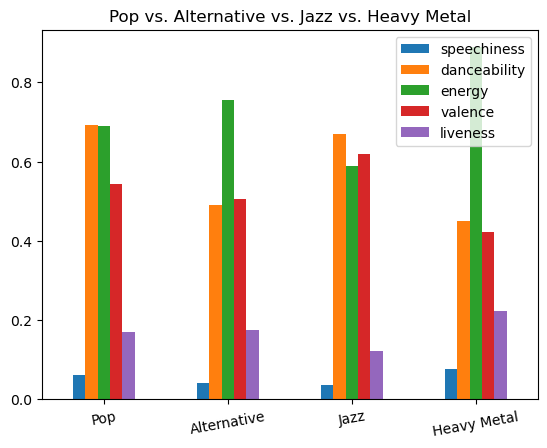 Pop vs. Alternative vs. Jazz vs. Heavy Metal
speechiness
danceability
energy
valence
liveness
0.8
0.6
0.4
0.2
0.0
Pop
Alternative
Jazz
Heavy Metal